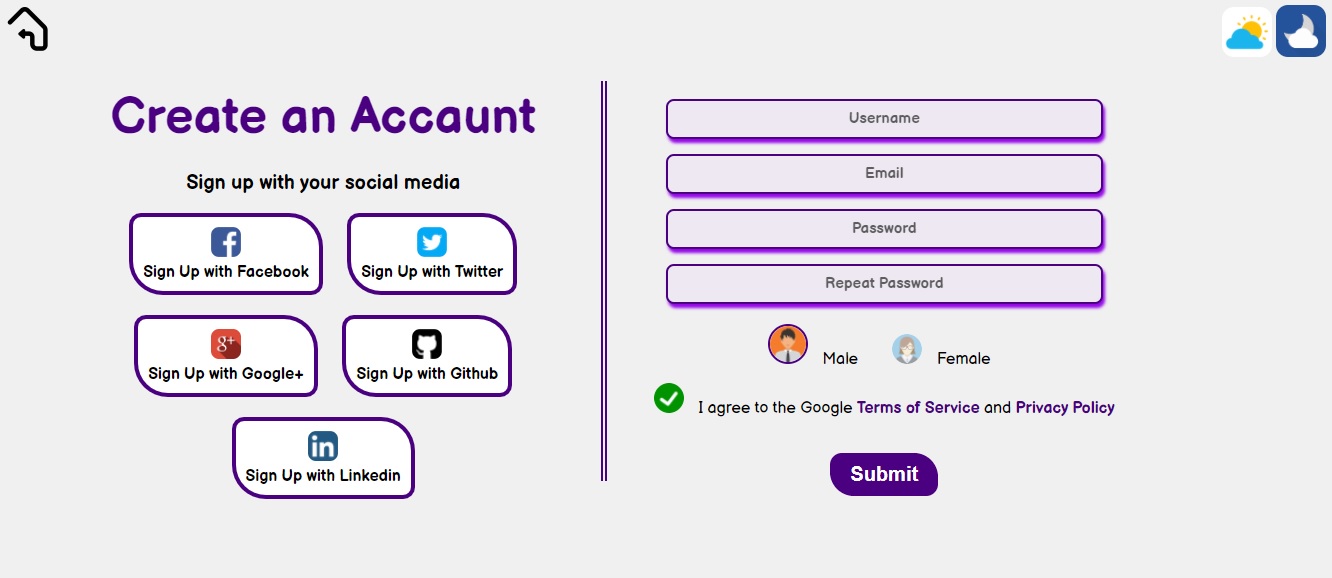 Create an Accaunt
Sign up with your social media
Sign Up with Facebook
Sign Up with Twitter
g+
Sign Up with Google+
Sign Up with Github
in
Sign Up with Linkedin
Username
Email
Password
Repeat Password
Male
Female
I agree to the Google Terms of Service and Privacy Policy
Submit